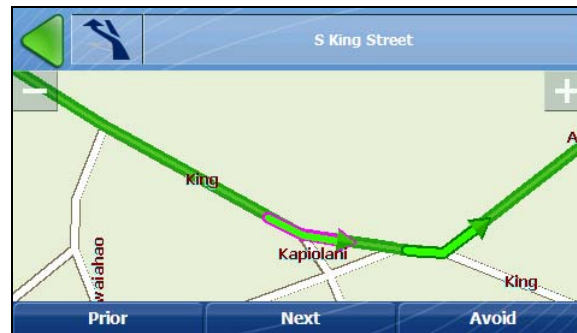 S King Street
A
King
Kapiolani
waiahao
King
Prior
Next
Avoid